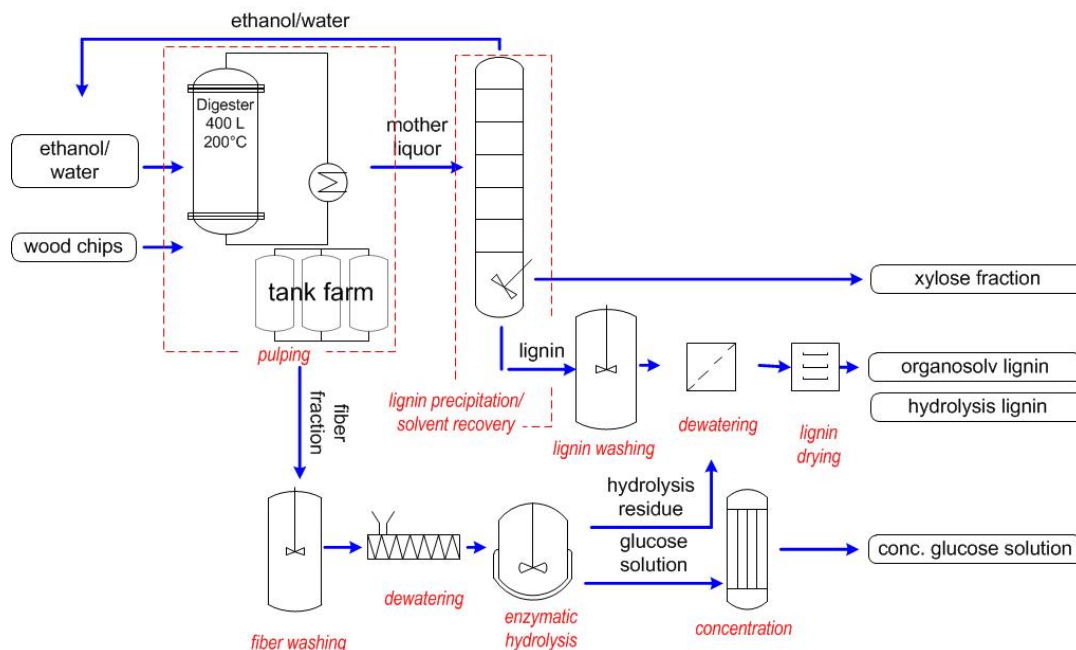 ethanol/water
Digester
400 L
200°C
ethanol/
water
mother
liquor
wood chips
tank farm
pulping
xylose fraction
lignin
organosolv lignin
hydrolysis lignin
lignin precipitation/
solvent recovery
lignin washing
dewatering
lignin
drying
fiber
fraction
hydrolysis
residue
glucose
solution
conc. glucose solution
fiber washing
dewatering
enzymatic
hydrolysis
concentration